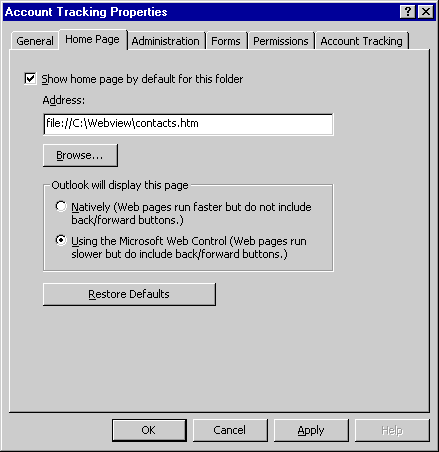 Account Tracking Properties
General Home Page Administration Forms Permissions Account Tracking
Show home page by default for this folder
Address:
file://C:\Webview\contacts.htm
Browse...
Outlook will display this page
Natively (Web pages run faster but do not include
back/forward buttons.)
Using the Microsoft Web Control (Web pages run
slower but do include back/forward buttons.)
Restore Defaults
OK Cancel Apply Help